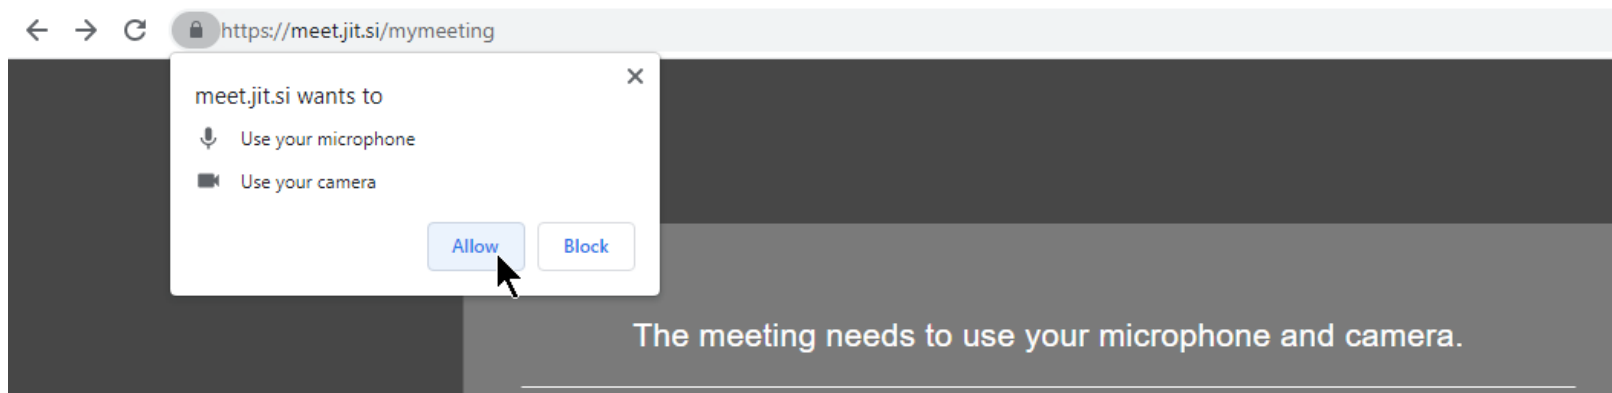 https://meet.jit.si/mymeeting
meet.jit.si wants to
Use your microphone
Use your camera
Allow Block
The meeting needs to use your microphone and camera.